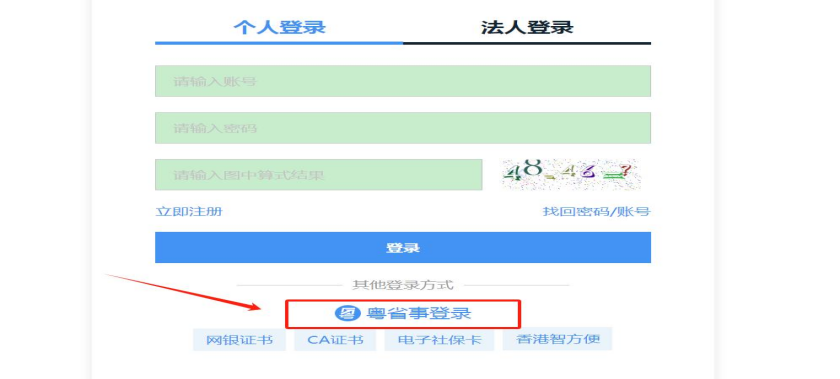 个人登录 法人登录
请输入账号
请输入密码
请输入图中算式结果
立即注册 找回密码/账号
登录
其他登录方式
粤省事登录
网银证书 CA证书 电子社保卡 香港智方便